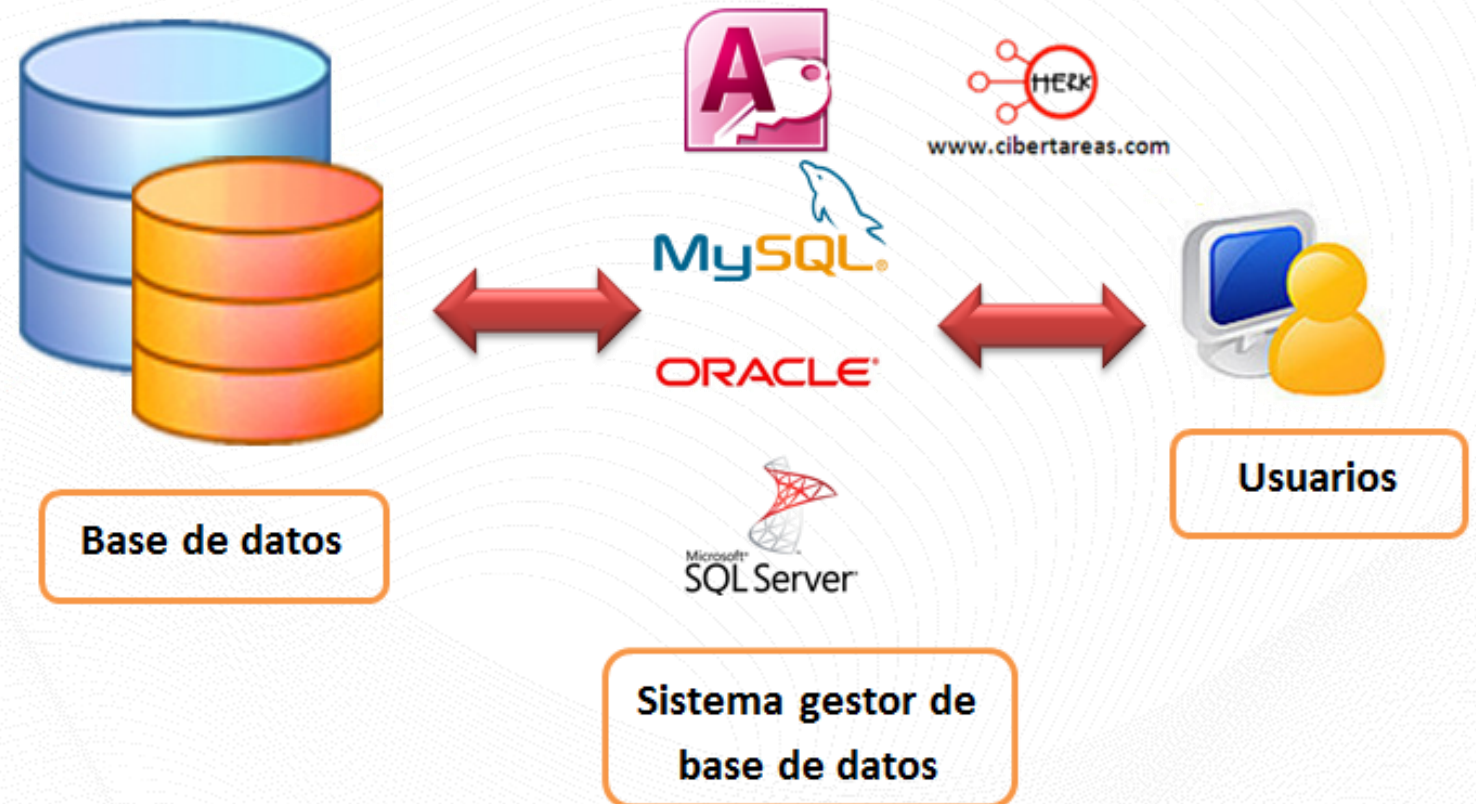 A
HERK
www.cibertareas.com
MySQL®
ORACLE®
Microsoft®
SQL Server®
Base de datos
Usuarios
Sistema gestor de
base de datos